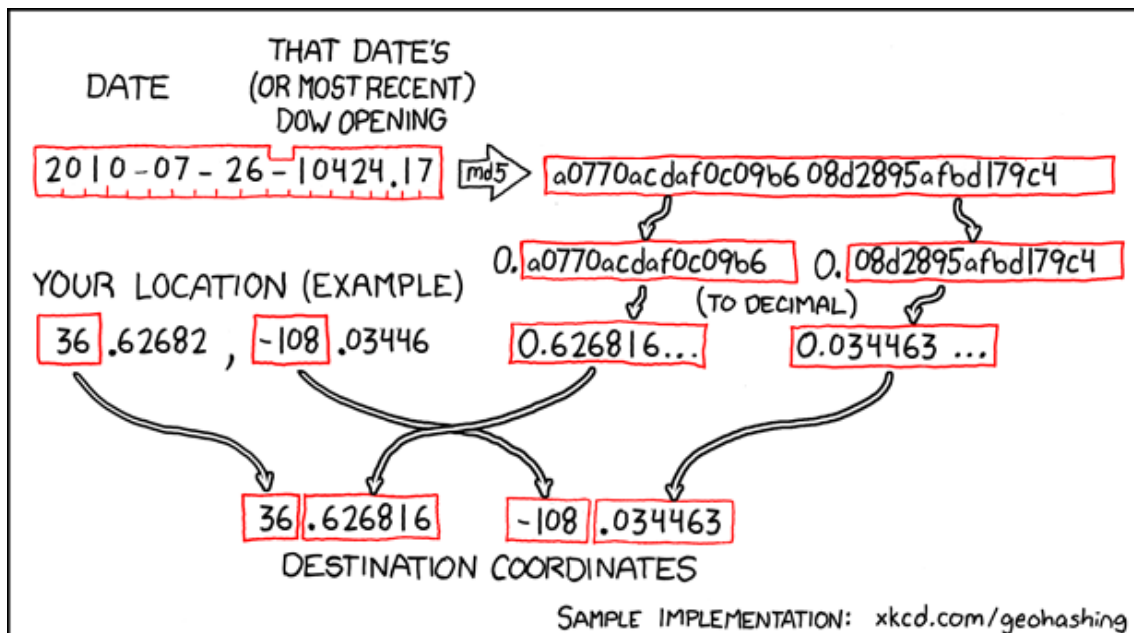 DATE
THAT DATE'S
(OR MOST RECENT)
DOW OPENING
2010-07-26-10424.17
md5
a0770acdaf0c09b608d2895afbd179c4
0.a0770acdaf0c09b6
0.08d2895afbd179c4
(TO DECIMAL)
0.626816...
0.034463...
YOUR LOCATION (EXAMPLE)
36.62682, -108.03446
36.626816 -108.034463
DESTINATION COORDINATES
SAMPLE IMPLEMENTATION: xkcd.com/geohashing